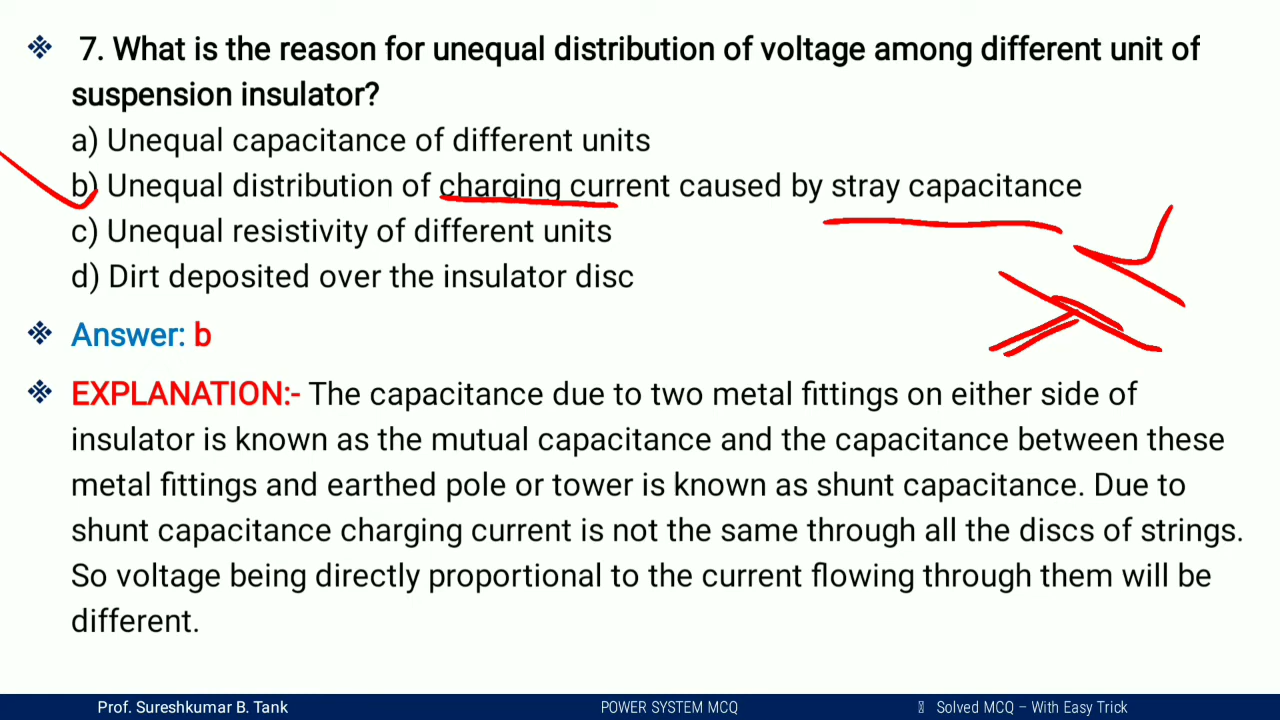 7. What is the reason for unequal distribution of voltage among different unit of
suspension insulator?
a) Unequal capacitance of different units
b) Unequal distribution of charging current caused by stray capacitance
c) Unequal resistivity of different units
d) Dirt deposited over the insulator disc
Answer: b
EXPLANATION:- The capacitance due to two metal fittings on either side of
insulator is known as the mutual capacitance and the capacitance between these
metal fittings and earthed pole or tower is known as shunt capacitance. Due to
shunt capacitance charging current is not the same through all the discs of strings.
So voltage being directly proportional to the current flowing through them will be
different.
Prof. Sureshkumar B. Tank POWER SYSTEM MCQ Solved MCQ – With Easy Trick